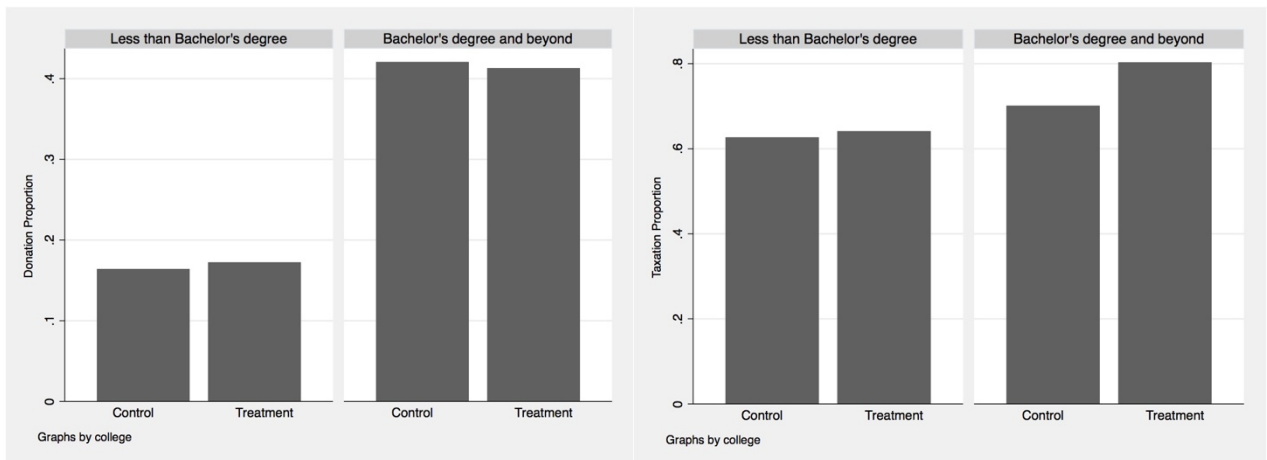 Less than Bachelor's degree
Bachelor's degree and beyond
Donation Proportion
.4
.3
.2
.1
0
Control
Treatment
Control
Treatment
Graphs by college
Less than Bachelor's degree
Bachelor's degree and beyond
Taxation Proportion
.8
.6
.4
.2
0
Control
Treatment
Control
Treatment
Graphs by college